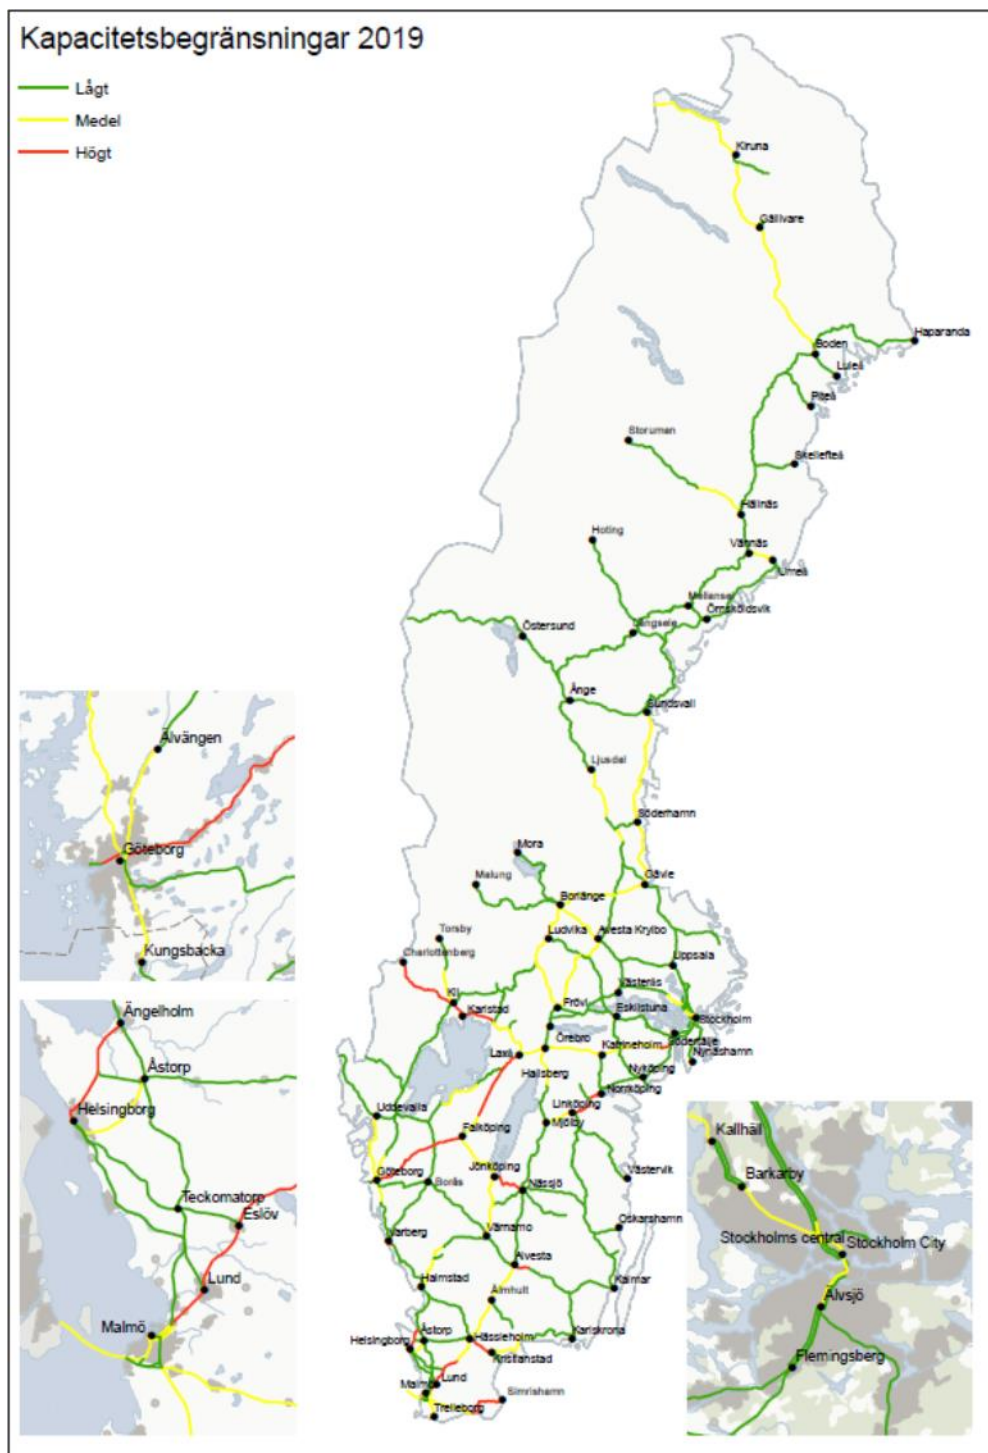 Kapacitetsbegränsningar 2019
Lågt
Medel
Högt
Kiruna
Gällivare
Haparanda
Boden
Luleå
Piteå
Storuman
Skellefteå
Hällnäs
Hoting
Vännäs
Umeå
Mellansel
Örnsköldsvik
Östersund
Långsele
Ånge
Sundsvall
Ljusdal
Söderhamn
Mora
Malung
Gävle
Borlänge
Torsby
Ludvika
Avesta Krylbo
Charlottenberg
Uppsala
Västerås
Kil
Karlstad
Frövi
Eskilstuna
Stockholm
Örebro
Södertälje
Laxå
Katrineholm
Nynäshamn
Hallsberg
Nyköping
Norrköping
Linköping
Uddevalla
Mjölby
Falköping
Göteborg
Borås
Jönköping
Nässjö
Västervik
Varberg
Värnamo
Oskarshamn
Alvesta
Halmstad
Kalmar
Älmhult
Helsingborg
Åstorp
Hässleholm
Karlskrona
Kristianstad
Malmö
Lund
Simrishamn
Trelleborg
Älvängen
Göteborg
Kungsbacka
Ängelholm
Åstorp
Helsingborg
Teckomatorp
Eslöv
Lund
Malmö
Kallhäll
Barkarby
Stockholms central
Stockholm City
Älvsjö
Flemingsberg